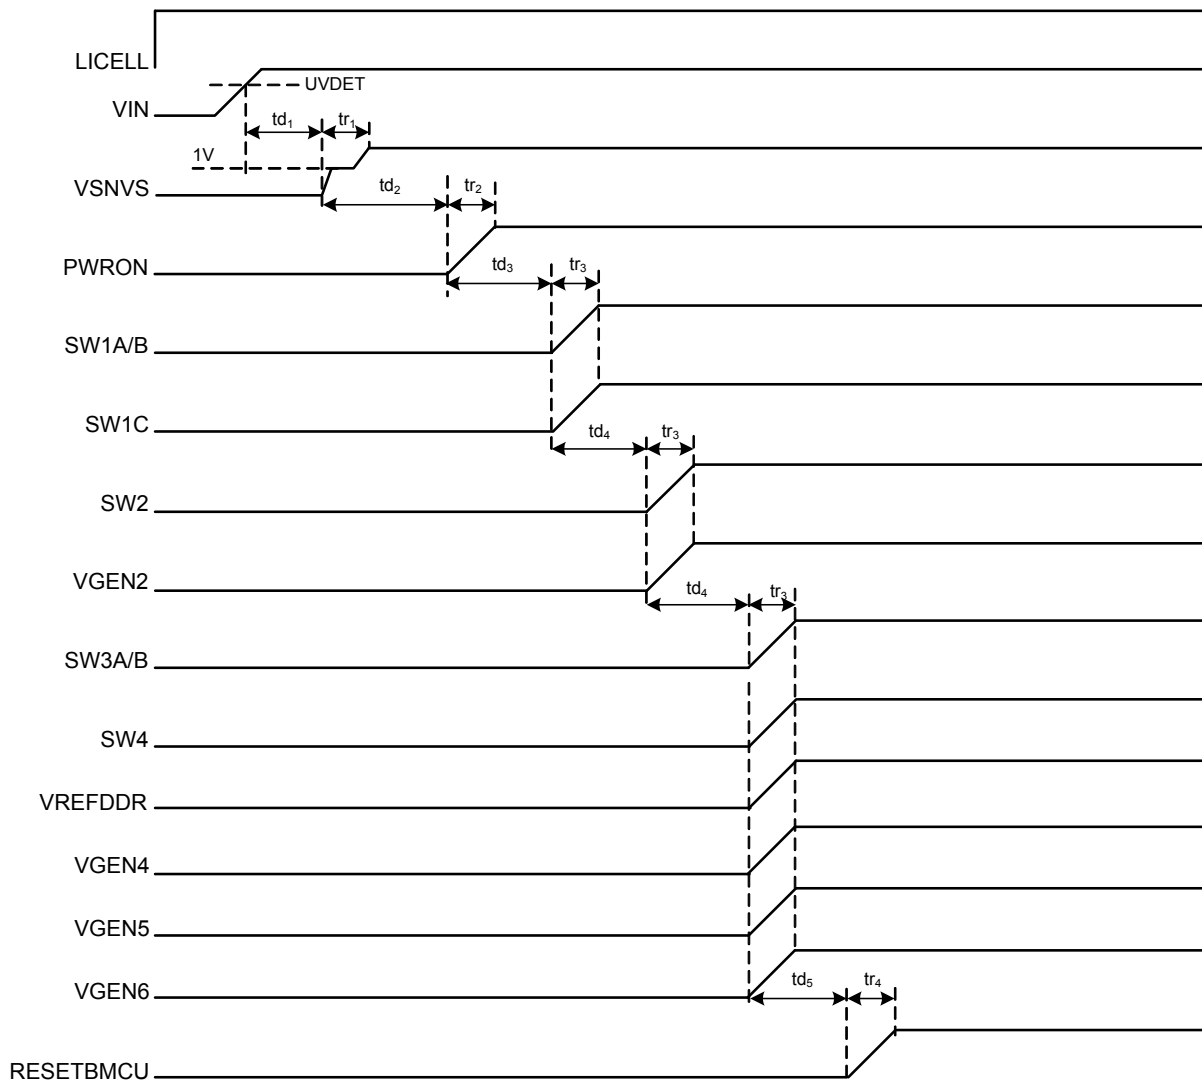 LICELL
UVDET
VIN
td₁ tr₁
1V
VSNVS
td₂ tr₂
PWRON
td₃ tr₃
SW1A/B
SW1C
td₄ tr₃
SW2
VGEN2
td₄ tr₃
SW3A/B
SW4
VREFDDR
VGEN4
VGEN5
VGEN6
td₅ tr₄
RESETBMCU